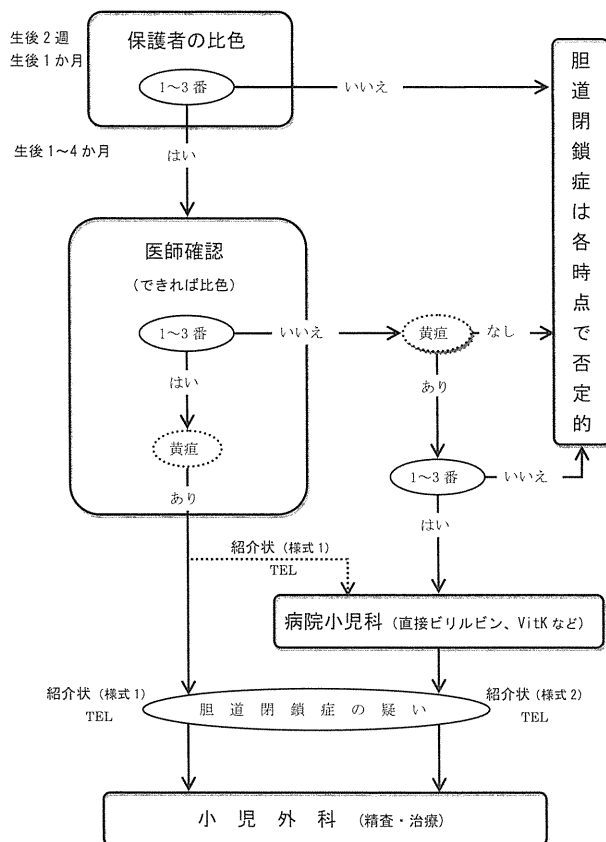 生後2週
生後1か月
保護者の比色
1~3番
いいえ
胆道閉鎖症は各時点で否定的
生後1~4か月
はい
医師確認
(できれば比色)
1~3番
いいえ
黄疸
なし
はい
あり
黄疸
1~3番
いいえ
あり
はい
紹介状(様式1)
TEL
病院小児科(直接ビリルビン、VitKなど)
紹介状(様式1)
TEL
胆道閉鎖症の疑い
紹介状(様式2)
TEL
小児外科(精査・治療)